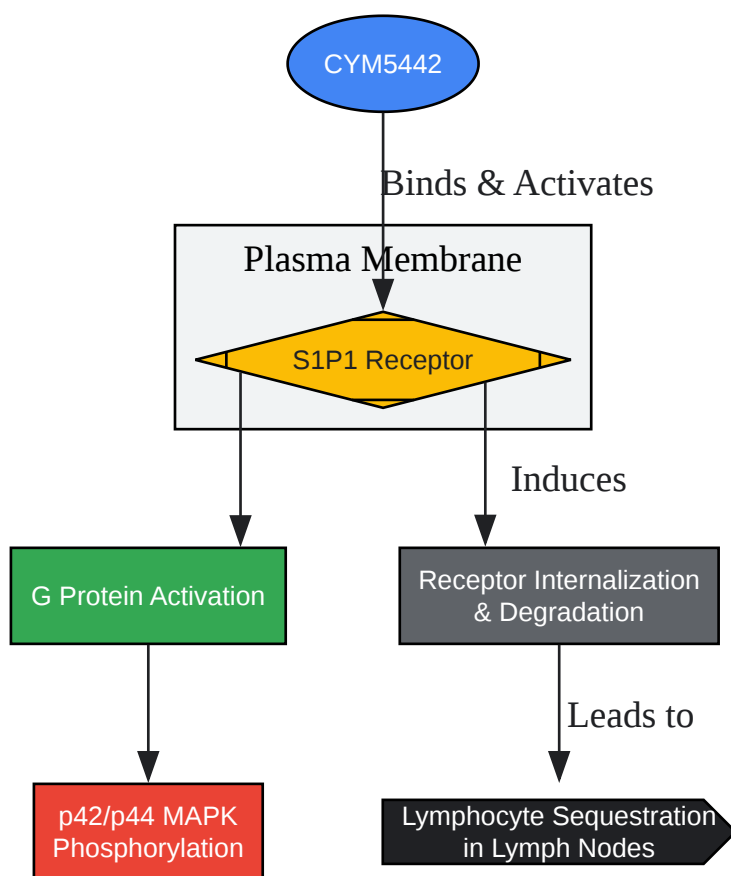 CYM5442
Binds & Activates
Plasma Membrane
S1P1 Receptor
Induces
G Protein Activation
Receptor Internalization
& Degradation
Leads to
p42/p44 MAPK
Phosphorylation
Lymphocyte Sequestration
in Lymph Nodes